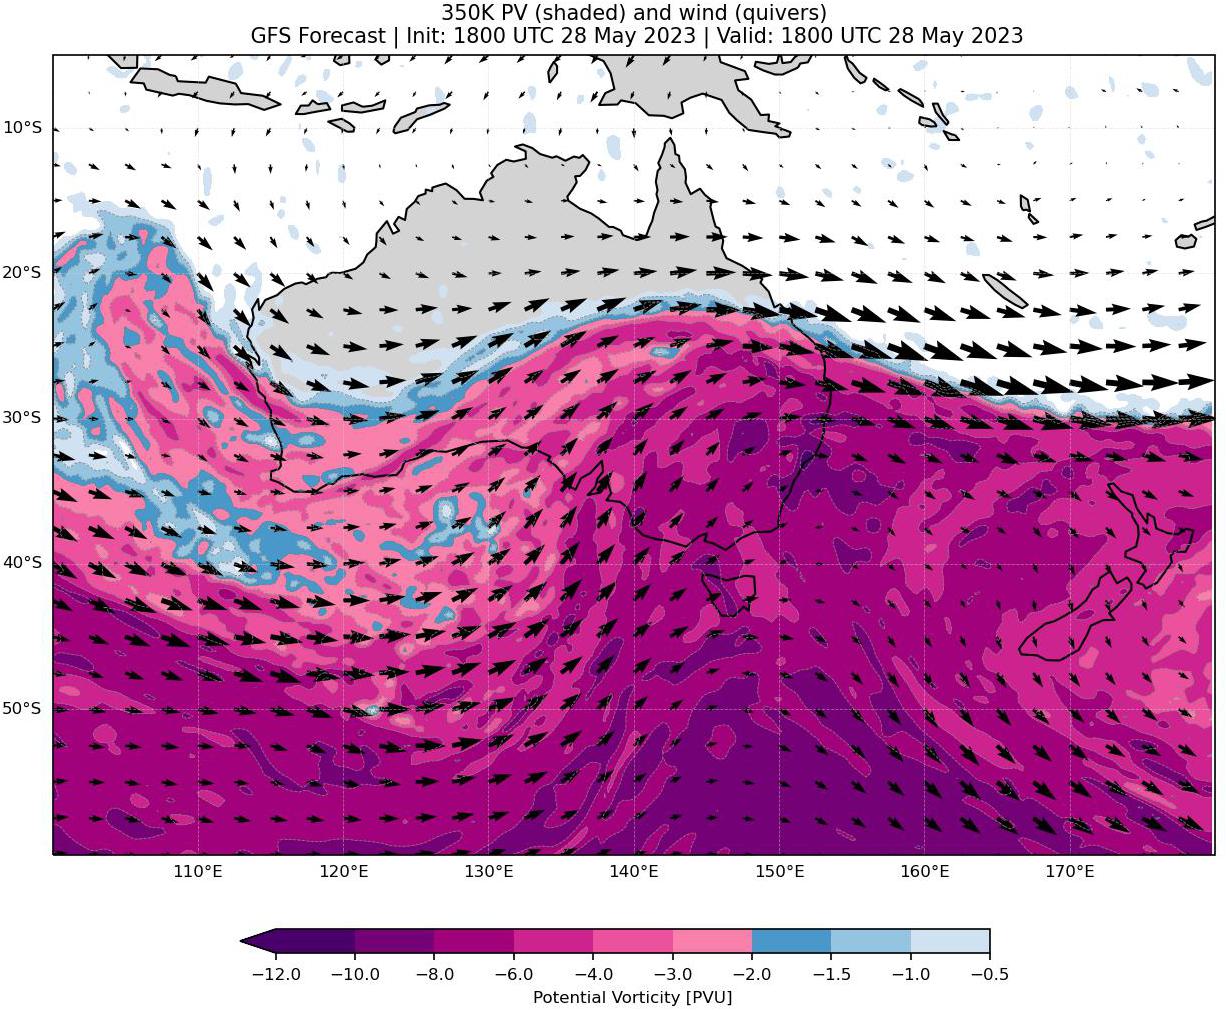 350K PV (shaded) and wind (quivers)
GFS Forecast | Init: 1800 UTC 28 May 2023 | Valid: 1800 UTC 28 May 2023
10°S
20°S
30°S
40°S
50°S
110°E 120°E 130°E 140°E 150°E 160°E 170°E
−12.0 −10.0 −8.0 −6.0 −4.0 −3.0 −2.0 −1.5 −1.0 −0.5
Potential Vorticity [PVU]